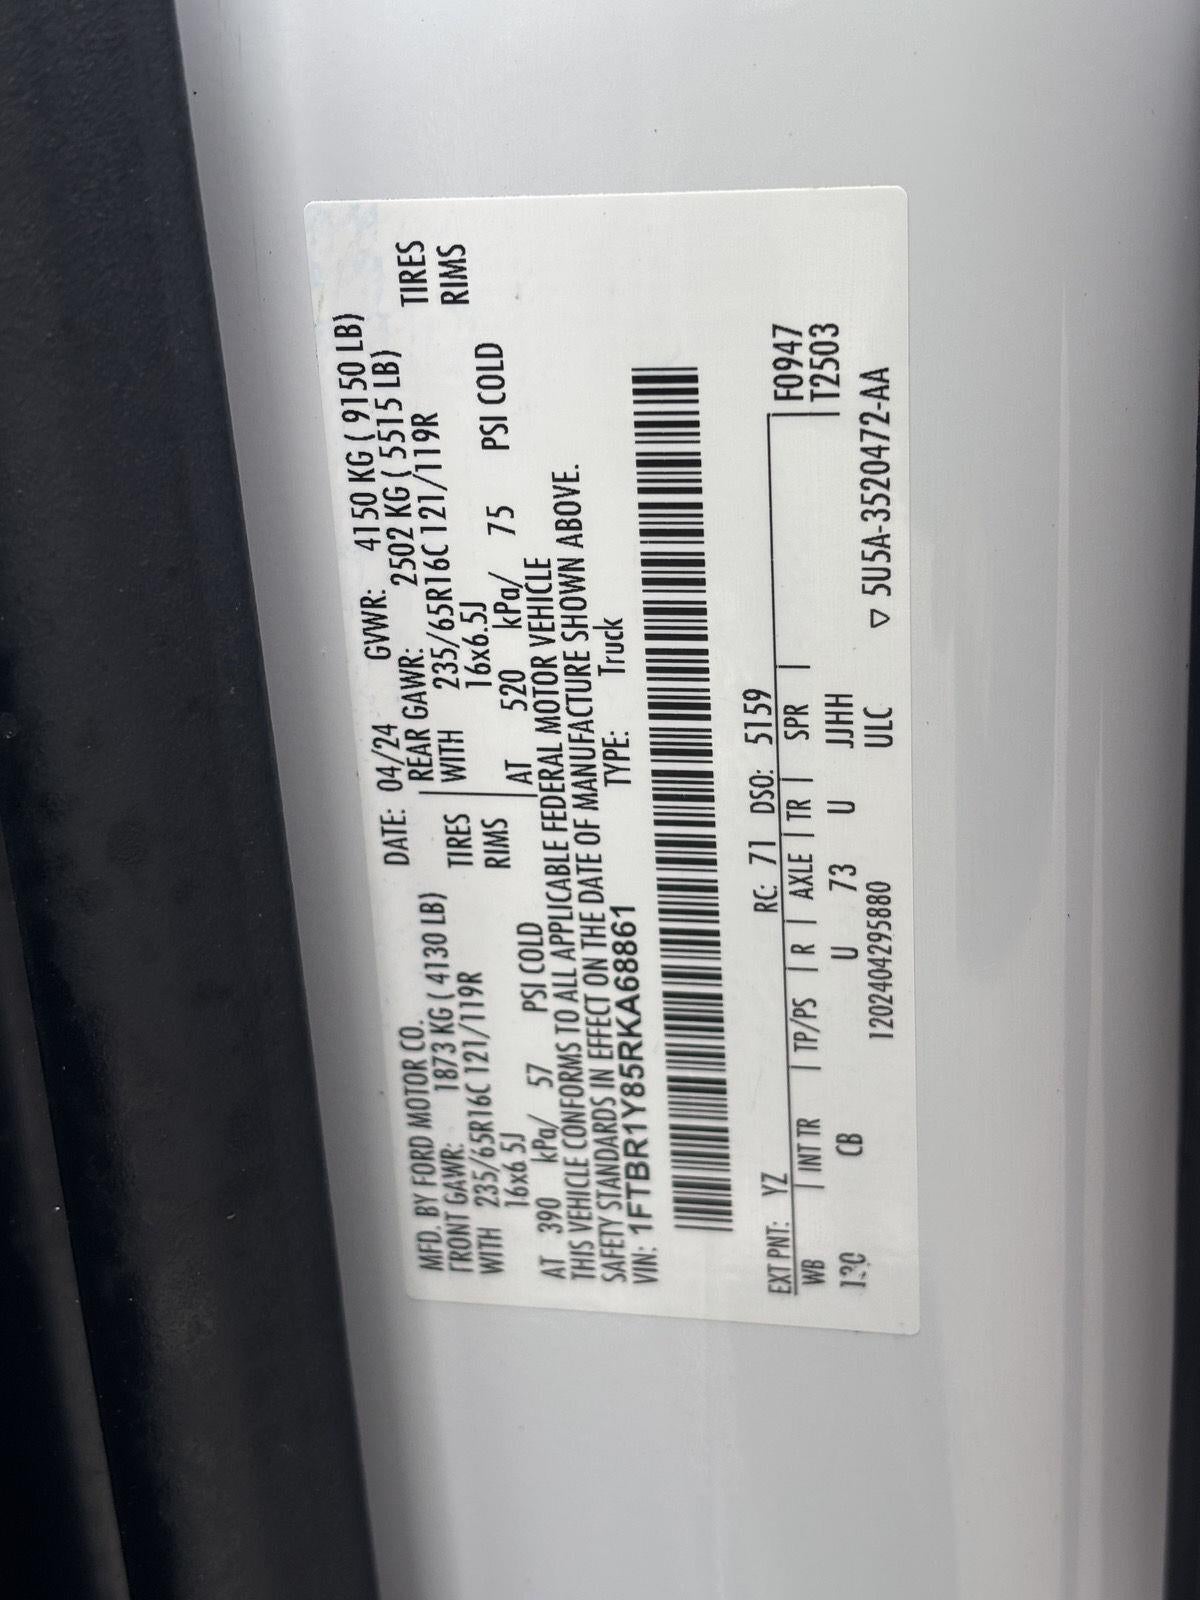 MFD. BY FORD MOTOR CO. DATE: 04/24 GVWR: 4150 KG ( 9150 LB)
FRONT GAWR: 1873 KG ( 4130 LB) REAR GAWR: 2502 KG ( 5515 LB)
WITH 235/65R16C 121/119R TIRES WITH 235/65R16C 121/119R TIRES
16x6.5J RIMS 16x6.5J RIMS
AT 390 kPa/ 57 PSI COLD AT 520 kPa/ 75 PSI COLD
THIS VEHICLE CONFORMS TO ALL APPLICABLE FEDERAL MOTOR VEHICLE
SAFETY STANDARDS IN EFFECT ON THE DATE OF MANUFACTURE SHOWN ABOVE.
VIN: 1FTBR1Y85RKA68861 TYPE: Truck
EXT PNT: YZ RC: 71 DSO: 5159
WB | INT TR | TP/PS | R | AXLE | TR | SPR | F0947
130 CB U 73 U JJHH T2503
1202404295880 ULC ▽ 5U5A-3520472-AA